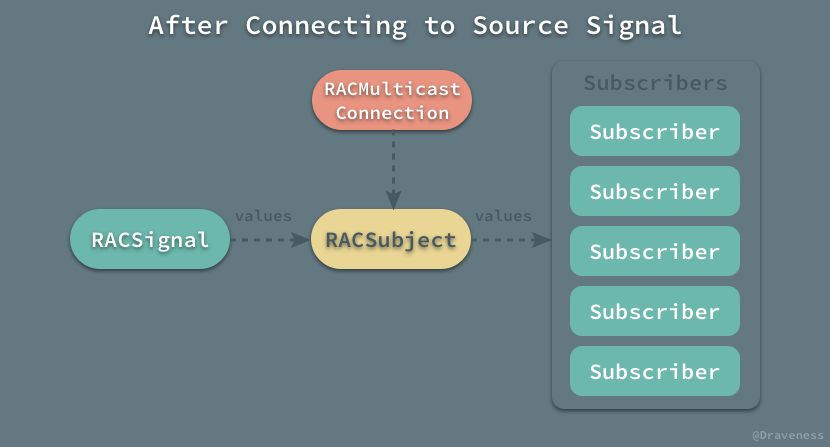 After Connecting to Source Signal
RACMulticast
Connection
Subscribers
Subscriber
Subscriber
Subscriber
Subscriber
Subscriber
RACSignal
values
RACSubject
values
@Draveness